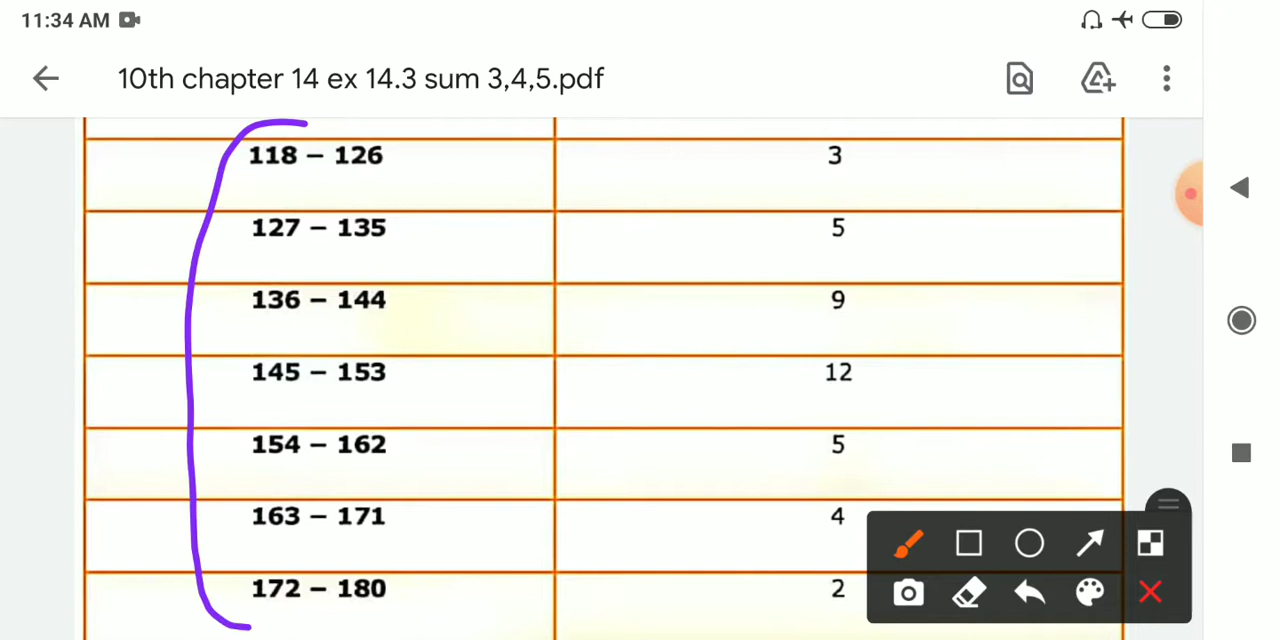 11:34 AM
10th chapter 14 ex 14.3 sum 3,4,5.pdf
118 – 126 3
127 – 135 5
136 – 144 9
145 – 153 12
154 – 162 5
163 – 171 4
172 – 180 2